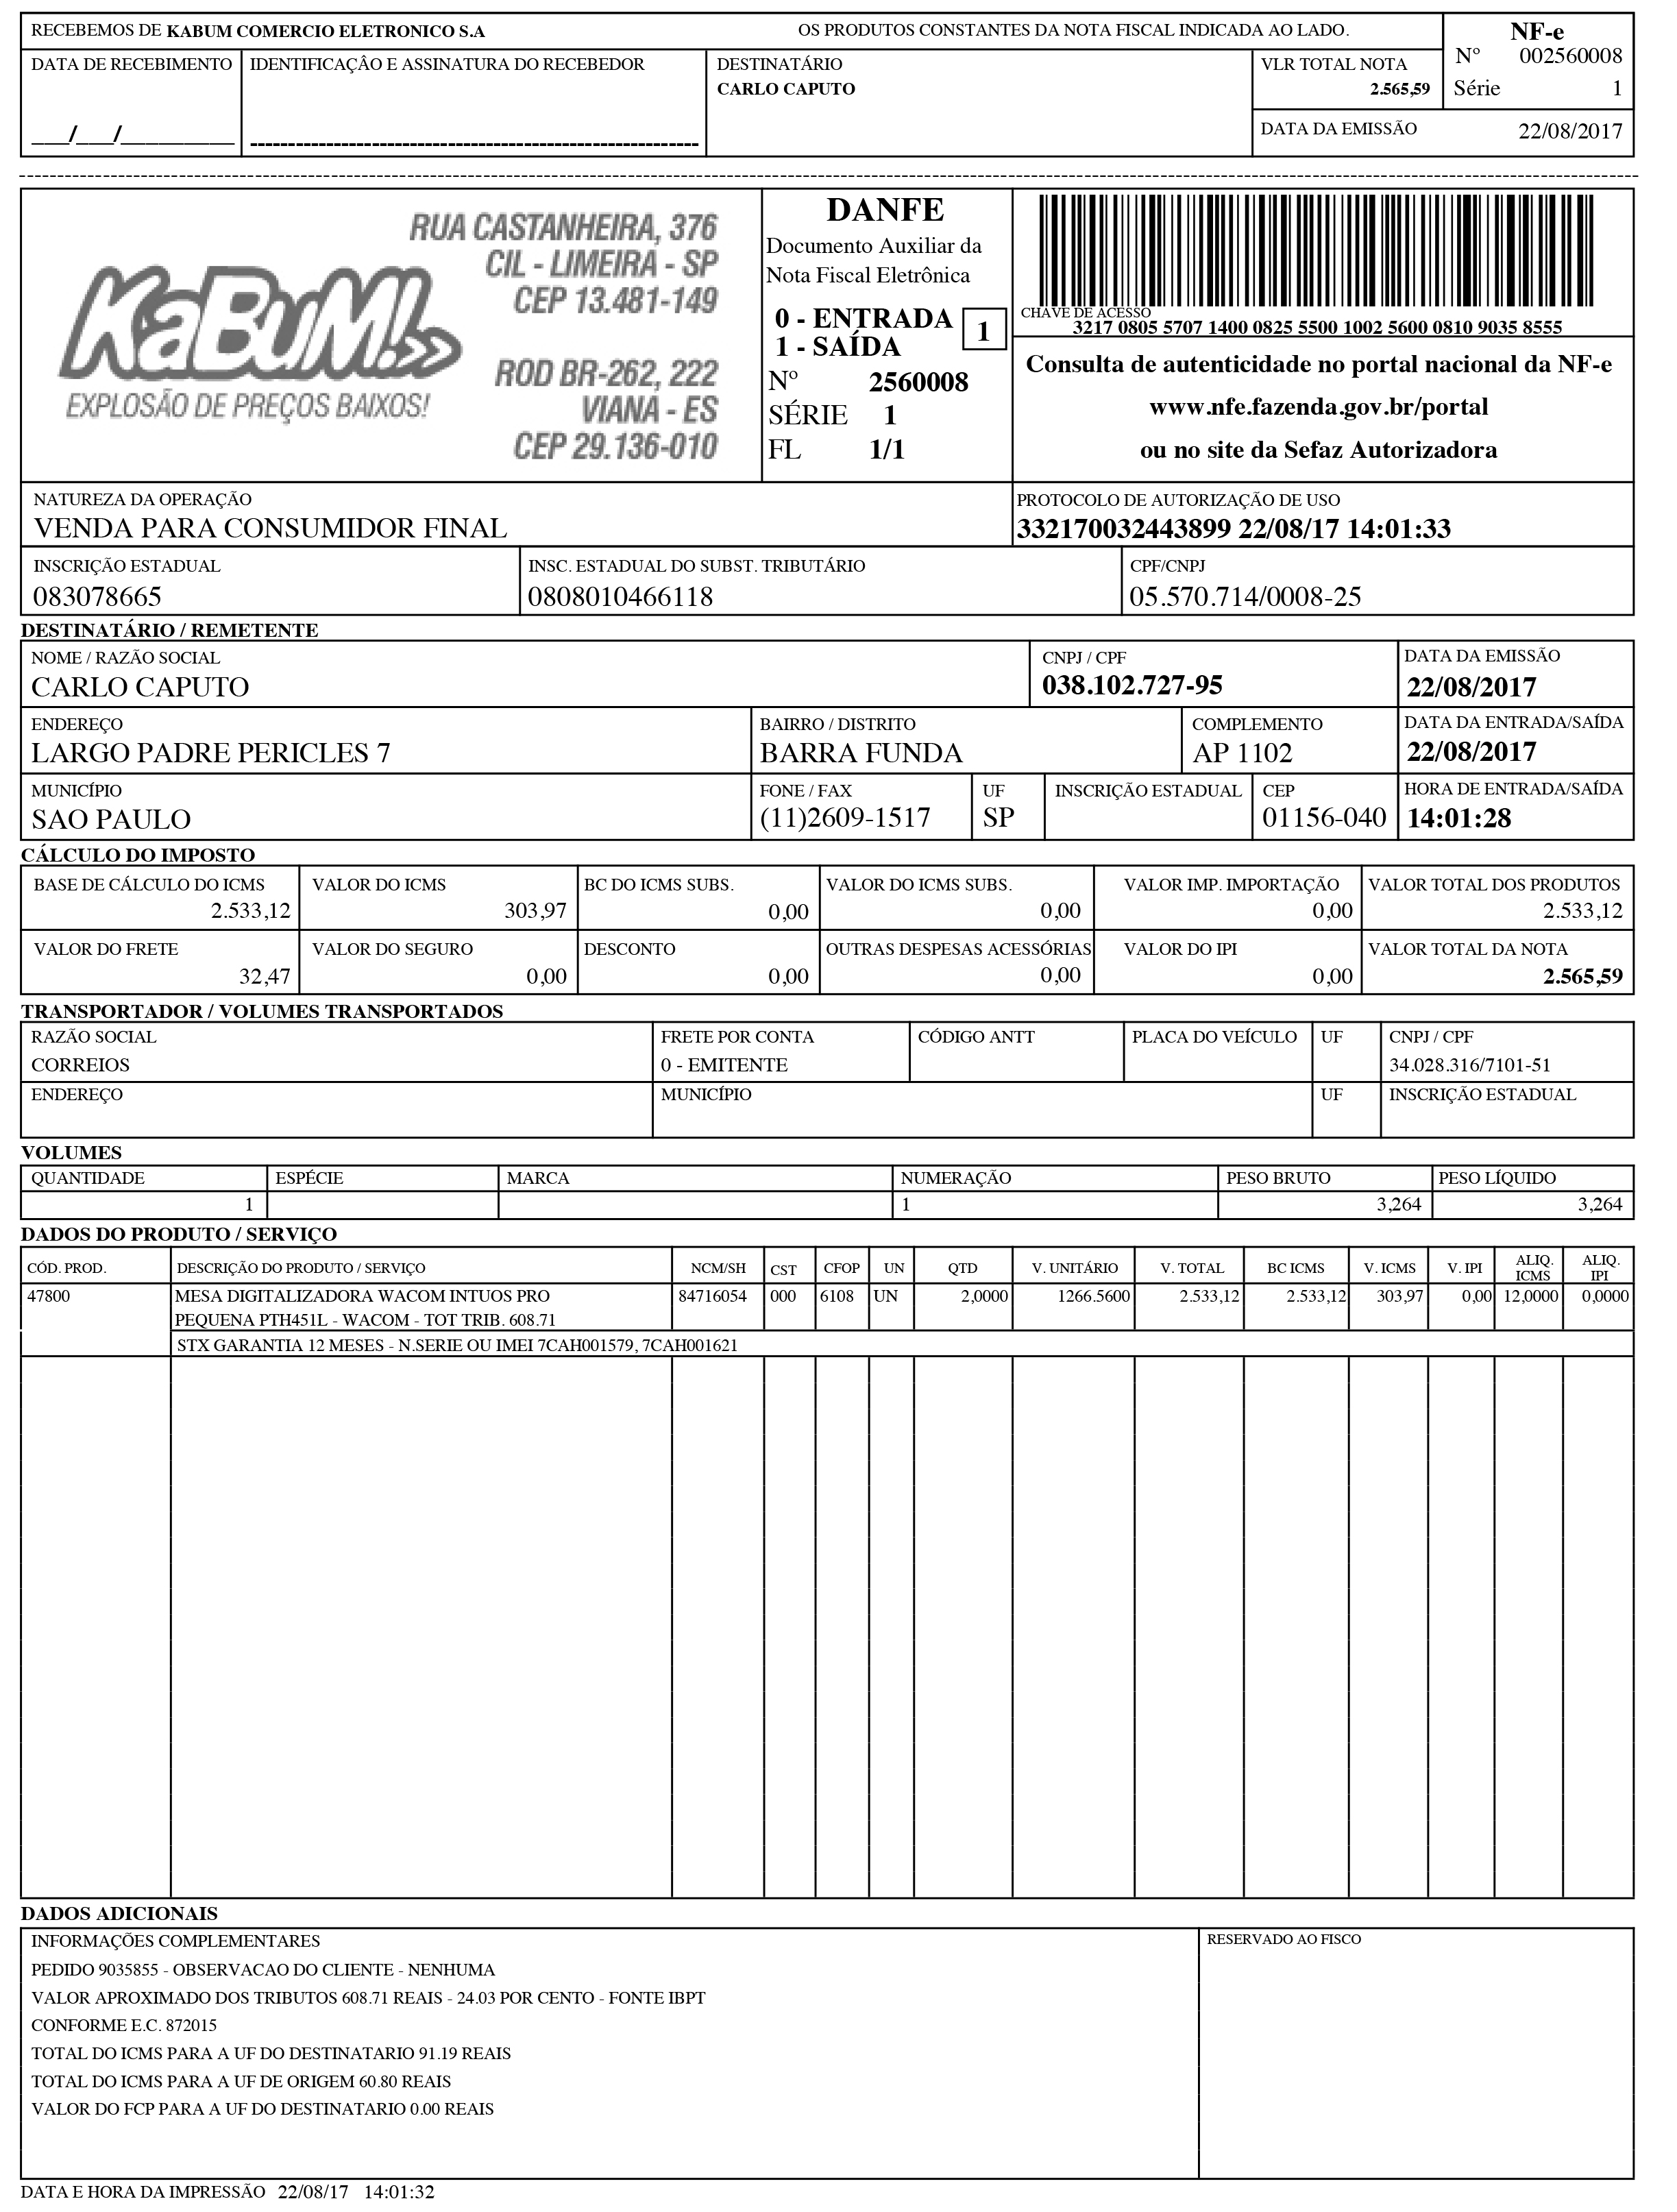 RECEBEMOS DE KABUM COMERCIO ELETRONICO S.A OS PRODUTOS CONSTANTES DA NOTA FISCAL INDICADA AO LADO.
NF-e
Nº 002560008
Série 1
DATA DE RECEBIMENTO IDENTIFICAÇÂO E ASSINATURA DO RECEBEDOR DESTINATÁRIO VLR TOTAL NOTA
CARLO CAPUTO 2.565,59
___/___/_________ DATA DA EMISSÃO 22/08/2017
RUA CASTANHEIRA, 376
CIL - LIMEIRA - SP
CEP 13.481-149
KaBuM!
EXPLOSÃO DE PREÇOS BAIXOS!
ROD BR-262, 222
VIANA - ES
CEP 29.136-010
DANFE
Documento Auxiliar da
Nota Fiscal Eletrônica
0 - ENTRADA
1 - SAÍDA
1
Nº 2560008
SÉRIE 1
FL 1/1
CHAVE DE ACESSO
3217 0805 5707 1400 0825 5500 1002 5600 0810 9035 8555
Consulta de autenticidade no portal nacional da NF-e
www.nfe.fazenda.gov.br/portal
ou no site da Sefaz Autorizadora
NATUREZA DA OPERAÇÃO PROTOCOLO DE AUTORIZAÇÃO DE USO
VENDA PARA CONSUMIDOR FINAL 332170032443899 22/08/17 14:01:33
INSCRIÇÃO ESTADUAL INSC. ESTADUAL DO SUBST. TRIBUTÁRIO CPF/CNPJ
083078665 0808010466118 05.570.714/0008-25
DESTINATÁRIO / REMETENTE
NOME / RAZÃO SOCIAL CNPJ / CPF DATA DA EMISSÃO
CARLO CAPUTO 038.102.727-95 22/08/2017
ENDEREÇO BAIRRO / DISTRITO COMPLEMENTO DATA DA ENTRADA/SAÍDA
LARGO PADRE PERICLES 7 BARRA FUNDA AP 1102 22/08/2017
MUNICÍPIO FONE / FAX UF INSCRIÇÃO ESTADUAL CEP HORA DE ENTRADA/SAÍDA
SAO PAULO (11)2609-1517 SP 01156-040 14:01:28
CÁLCULO DO IMPOSTO
BASE DE CÁLCULO DO ICMS VALOR DO ICMS BC DO ICMS SUBS. VALOR DO ICMS SUBS. VALOR IMP. IMPORTAÇÃO VALOR TOTAL DOS PRODUTOS
2.533,12 303,97 0,00 0,00 0,00 2.533,12
VALOR DO FRETE VALOR DO SEGURO DESCONTO OUTRAS DESPESAS ACESSÓRIAS VALOR DO IPI VALOR TOTAL DA NOTA
32,47 0,00 0,00 0,00 0,00 2.565,59
TRANSPORTADOR / VOLUMES TRANSPORTADOS
RAZÃO SOCIAL FRETE POR CONTA CÓDIGO ANTT PLACA DO VEÍCULO UF CNPJ / CPF
CORREIOS 0 - EMITENTE 34.028.316/7101-51
ENDEREÇO MUNICÍPIO UF INSCRIÇÃO ESTADUAL
VOLUMES
QUANTIDADE ESPÉCIE MARCA NUMERAÇÃO PESO BRUTO PESO LÍQUIDO
1 1 3,264 3,264
DADOS DO PRODUTO / SERVIÇO
CÓD. PROD. DESCRIÇÃO DO PRODUTO / SERVIÇO NCM/SH CST CFOP UN QTD V. UNITÁRIO V. TOTAL BC ICMS V. ICMS V. IPI ALIQ. ICMS ALIQ. IPI
47800 MESA DIGITALIZADORA WACOM INTUOS PRO 84716054 000 6108 UN 2,0000 1266.5600 2.533,12 2.533,12 303,97 0,00 12,0000 0,0000
PEQUENA PTH451L - WACOM - TOT TRIB. 608.71
STX GARANTIA 12 MESES - N.SERIE OU IMEI 7CAH001579, 7CAH001621
DADOS ADICIONAIS
INFORMAÇÕES COMPLEMENTARES RESERVADO AO FISCO
PEDIDO 9035855 - OBSERVACAO DO CLIENTE - NENHUMA
VALOR APROXIMADO DOS TRIBUTOS 608.71 REAIS - 24.03 POR CENTO - FONTE IBPT
CONFORME E.C. 872015
TOTAL DO ICMS PARA A UF DO DESTINATARIO 91.19 REAIS
TOTAL DO ICMS PARA A UF DE ORIGEM 60.80 REAIS
VALOR DO FCP PARA A UF DO DESTINATARIO 0.00 REAIS
DATA E HORA DA IMPRESSÃO 22/08/17 14:01:32